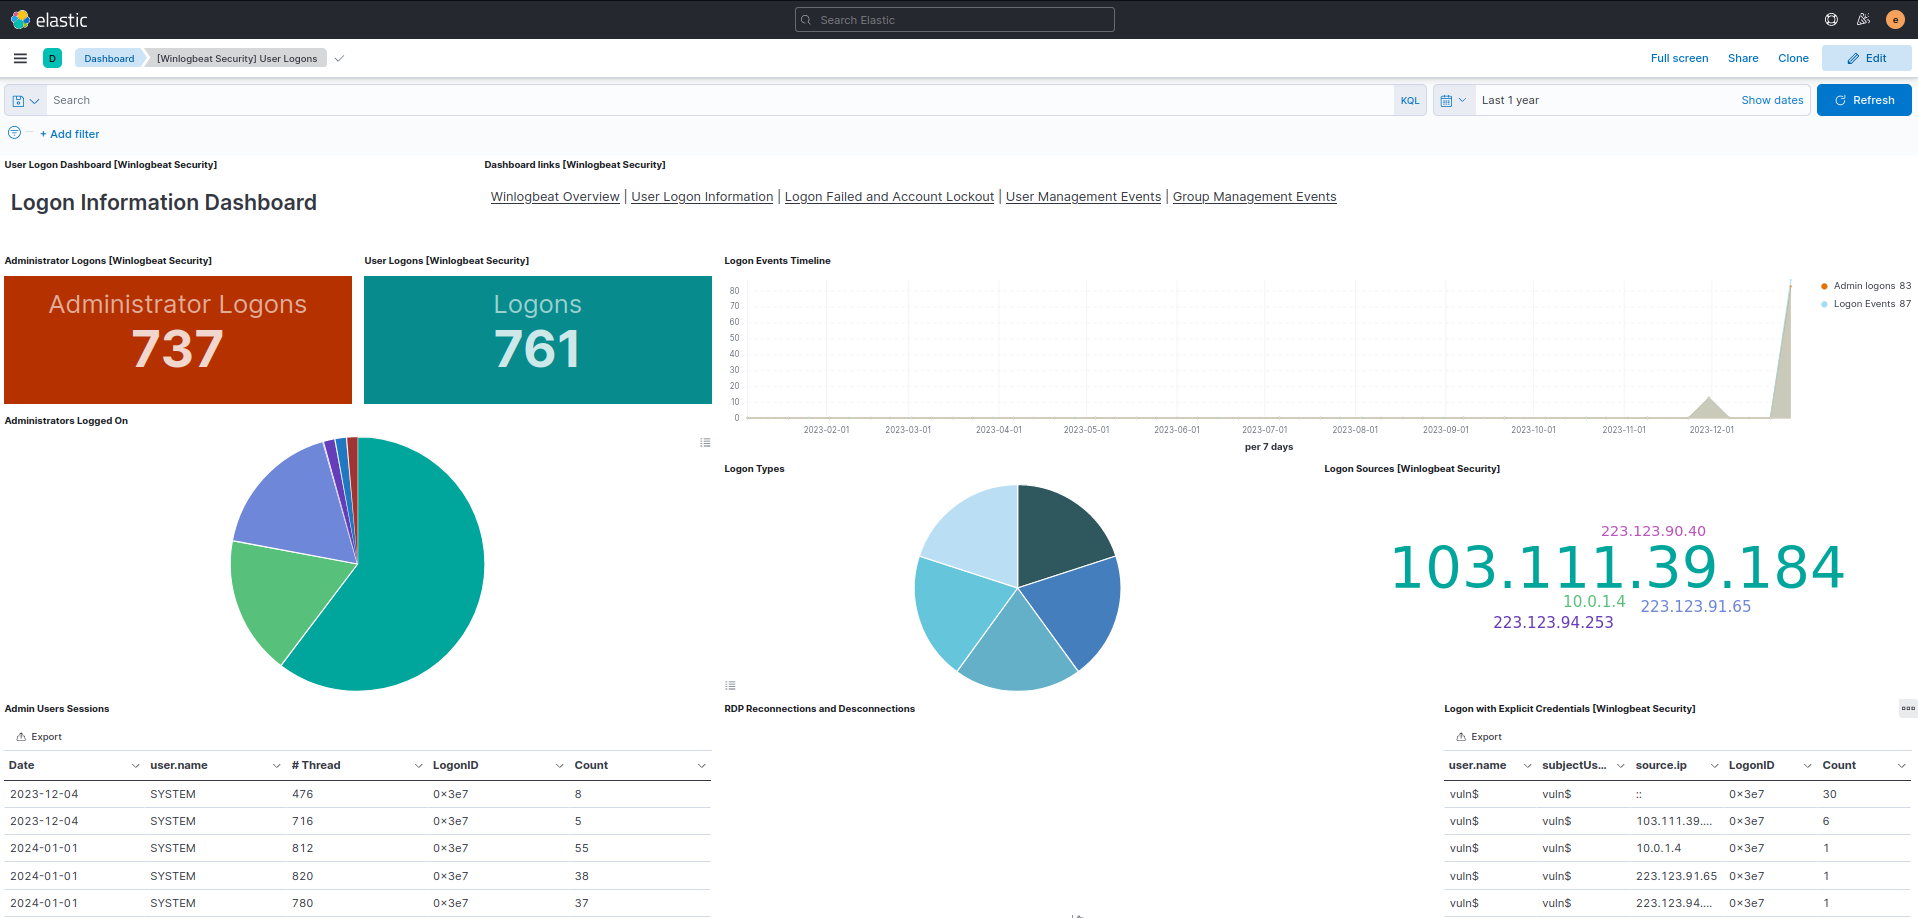 elastic
Search Elastic
e
D
Dashboard
[Winlogbeat Security] User Logons
Full screen
Share
Clone
Edit
Search
KQL
Last 1 year
Show dates
Refresh
+ Add filter
User Logon Dashboard [Winlogbeat Security]
Dashboard links [Winlogbeat Security]
Logon Information Dashboard
Winlogbeat Overview | User Logon Information | Logon Failed and Account Lockout | User Management Events | Group Management Events
Administrator Logons [Winlogbeat Security]
User Logons [Winlogbeat Security]
Logon Events Timeline
Administrator Logons
737
Logons
761
80
70
60
50
40
30
20
10
0
2023-02-01 2023-03-01 2023-04-01 2023-05-01 2023-06-01 2023-07-01 2023-08-01 2023-09-01 2023-10-01 2023-11-01 2023-12-01
per 7 days
Admin logons 83
Logon Events 87
Administrators Logged On
Logon Types
Logon Sources [Winlogbeat Security]
223.123.90.40
103.111.39.184
10.0.1.4
223.123.91.65
223.123.94.253
Admin Users Sessions
Export
Date user.name # Thread LogonID Count
2023-12-04 SYSTEM 476 0×3e7 8
2023-12-04 SYSTEM 716 0×3e7 5
2024-01-01 SYSTEM 812 0×3e7 55
2024-01-01 SYSTEM 820 0×3e7 38
2024-01-01 SYSTEM 780 0×3e7 37
RDP Reconnections and Desconnections
Logon with Explicit Credentials [Winlogbeat Security]
Export
user.name subjectUs... source.ip LogonID Count
vuln$ vuln$ :: 0×3e7 30
vuln$ vuln$ 103.111.39.... 0×3e7 6
vuln$ vuln$ 10.0.1.4 0×3e7 1
vuln$ vuln$ 223.123.91.65 0×3e7 1
vuln$ vuln$ 223.123.94.... 0×3e7 1